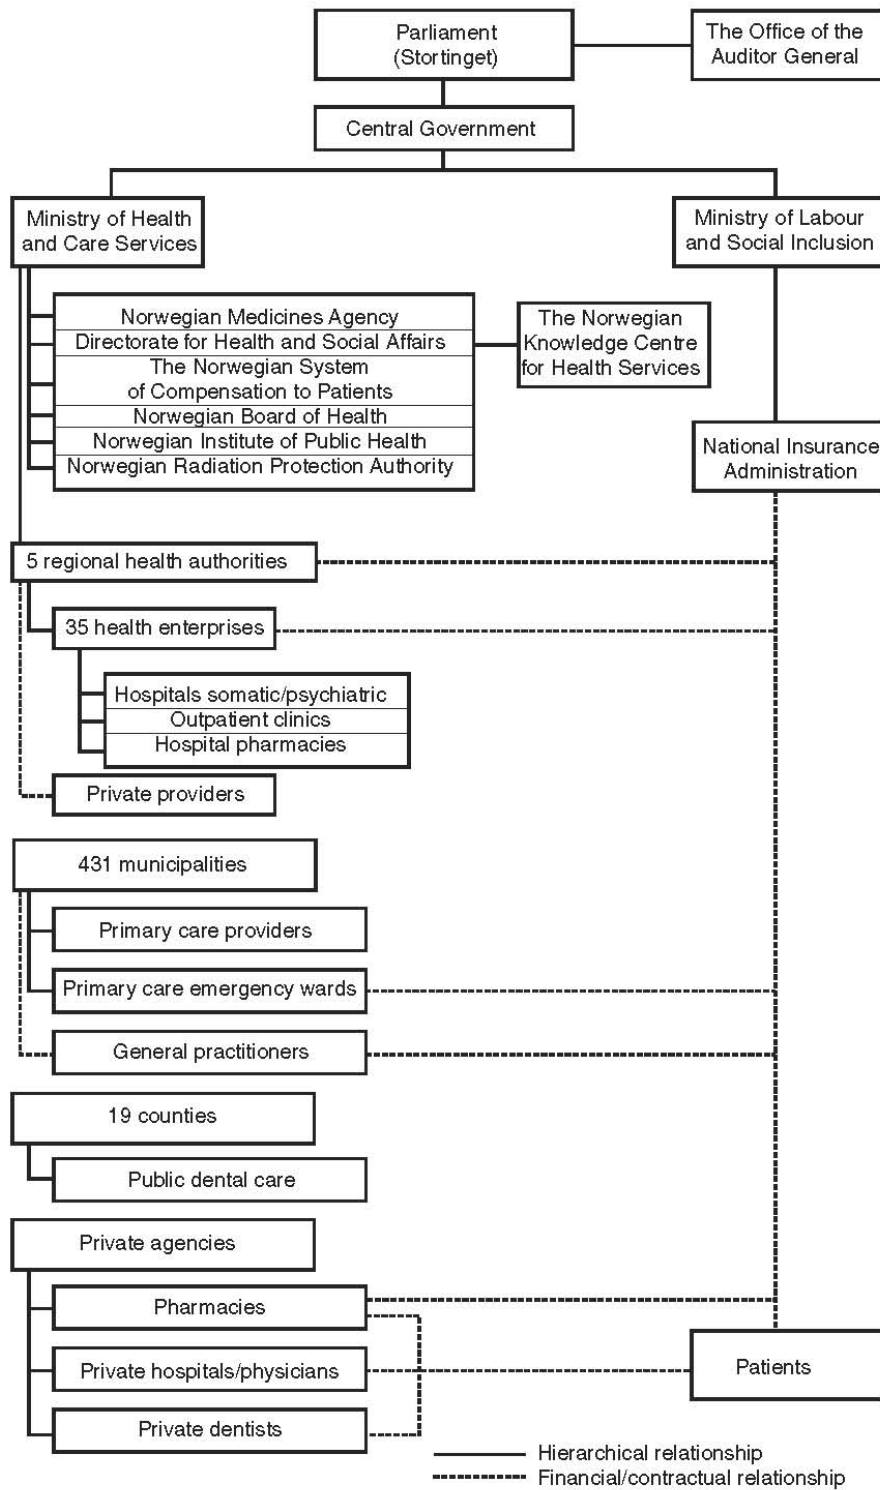 Parliament
(Stortinget)
The Office of the
Auditor General
Central Government
Ministry of Health
and Care Services
Ministry of Labour
and Social Inclusion
Norwegian Medicines Agency
Directorate for Health and Social Affairs
The Norwegian System
of Compensation to Patients
Norwegian Board of Health
Norwegian Institute of Public Health
Norwegian Radiation Protection Authority
The Norwegian
Knowledge Centre
for Health Services
National Insurance
Administration
5 regional health authorities
35 health enterprises
Hospitals somatic/psychiatric
Outpatient clinics
Hospital pharmacies
Private providers
431 municipalities
Primary care providers
Primary care emergency wards
General practitioners
19 counties
Public dental care
Private agencies
Pharmacies
Private hospitals/physicians
Patients
Private dentists
Hierarchical relationship
Financial/contractual relationship